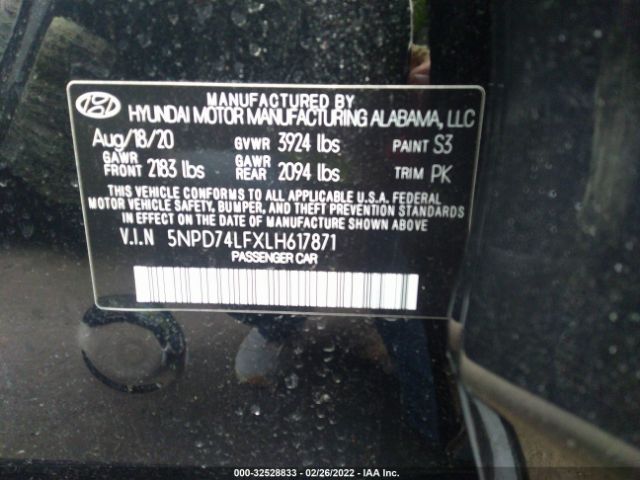 MANUFACTURED BY
HYUNDAI MOTOR MANUFACTURING ALABAMA, LLC
Aug/18/20 GVWR 3924 lbs PAINT S3
GAWR FRONT 2183 lbs GAWR REAR 2094 lbs TRIM PK
THIS VEHICLE CONFORMS TO ALL APPLICABLE U.S.A. FEDERAL
MOTOR VEHICLE SAFETY, BUMPER, AND THEFT PREVENTION STANDARDS
IN EFFECT ON THE DATE OF MANUFACTURE SHOWN ABOVE
V.I.N 5NPD74LFXLH617871
PASSENGER CAR
000-32528833 - 02/26/2022 - IAA Inc.